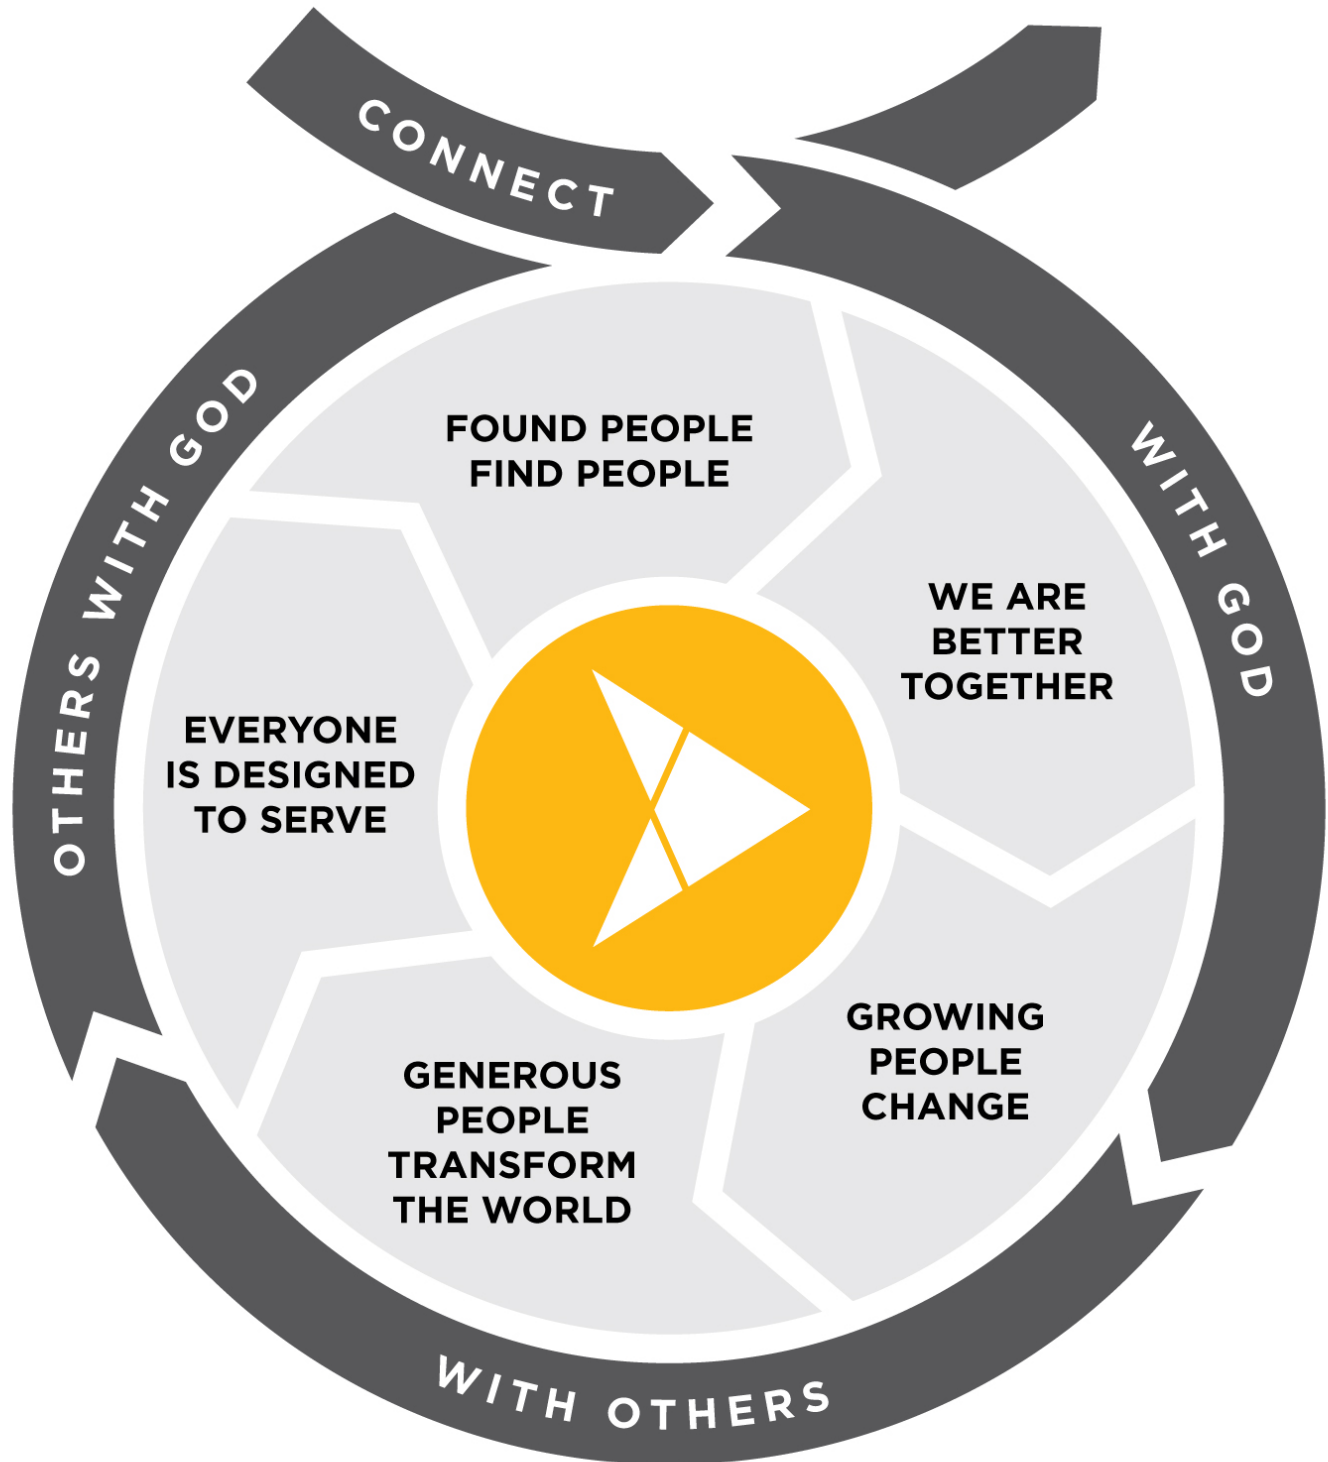 CONNECT
WITH GOD
WITH OTHERS
OTHERS WITH GOD
FOUND PEOPLE
FIND PEOPLE
WE ARE
BETTER
TOGETHER
GROWING
PEOPLE
CHANGE
GENEROUS
PEOPLE
TRANSFORM
THE WORLD
EVERYONE
IS DESIGNED
TO SERVE